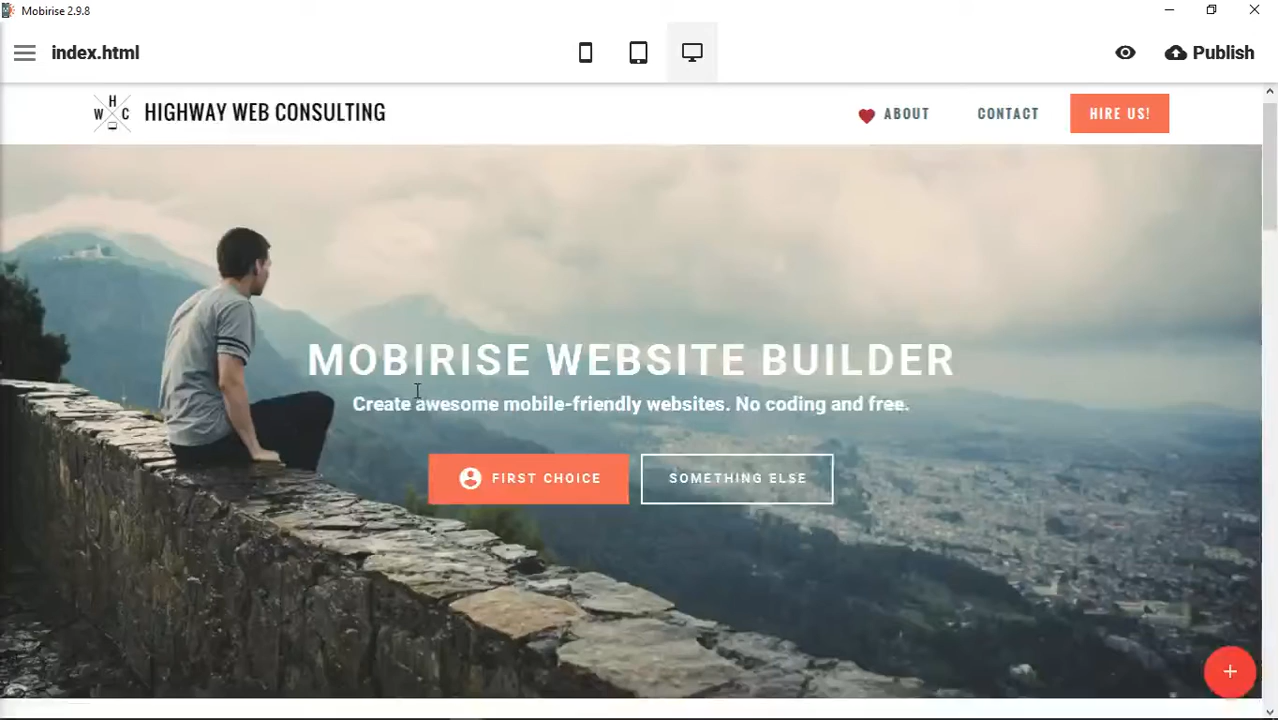 Mobirise 2.9.8
index.html
Publish
H
W C
HIGHWAY WEB CONSULTING
ABOUT
CONTACT
HIRE US!
MOBIRISE WEBSITE BUILDER
Create awesome mobile-friendly websites. No coding and free.
FIRST CHOICE
SOMETHING ELSE